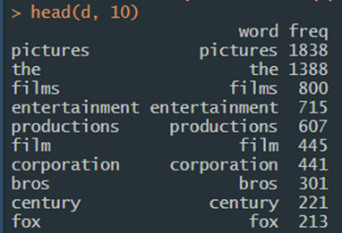 > head(d, 10)
word freq
pictures pictures 1838
the the 1388
films films 800
entertainment entertainment 715
productions productions 607
film film 445
corporation corporation 441
bros bros 301
century century 221
fox fox 213